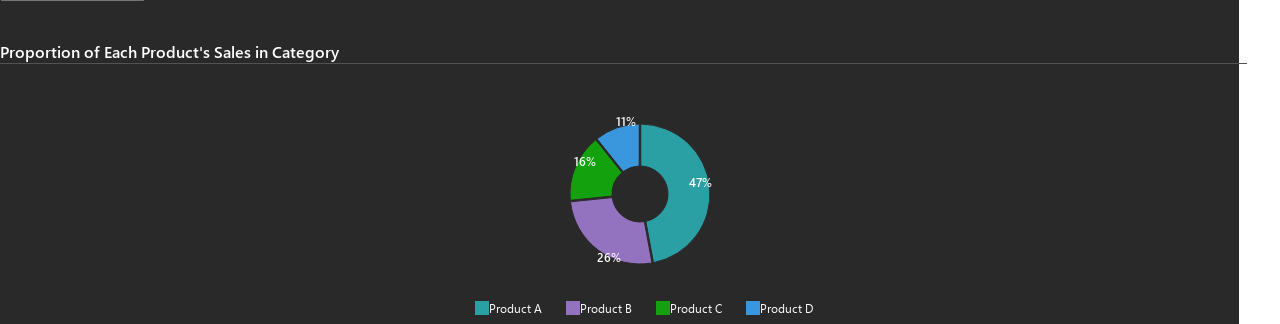 Proportion of Each Product's Sales in Category
11%
16%
47%
26%
Product A
Product B
Product C
Product D